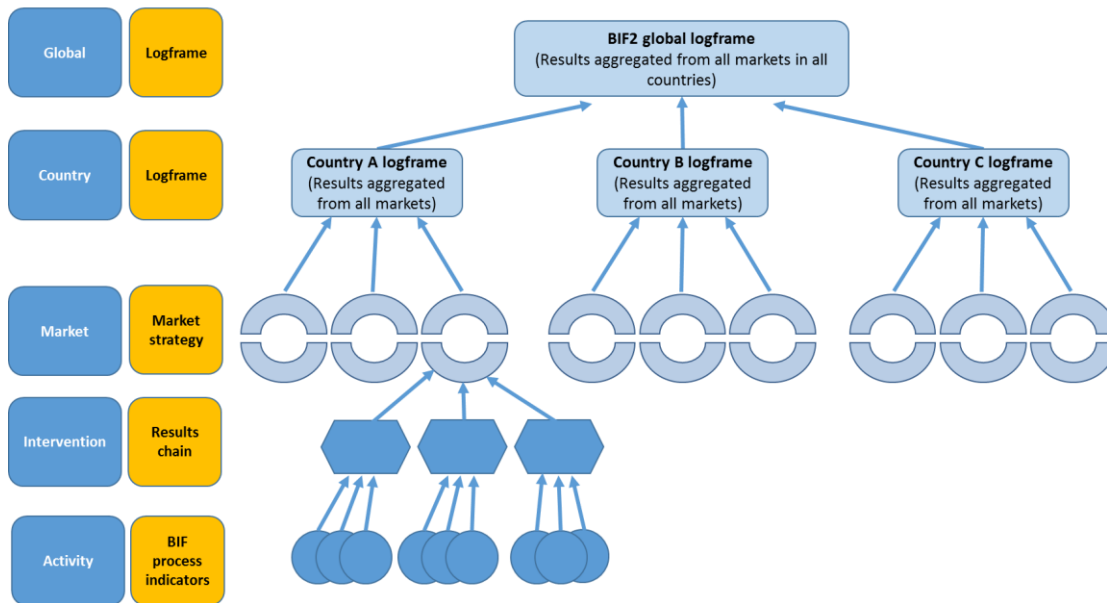 Global
Logframe
BIF2 global logframe
(Results aggregated from all markets in all
countries)
Country
Logframe
Country A logframe
(Results aggregated
from all markets)
Country B logframe
(Results aggregated
from all markets)
Country C logframe
(Results aggregated
from all markets)
Market
Market
strategy
Intervention
Results
chain
Activity
BIF
process
indicators